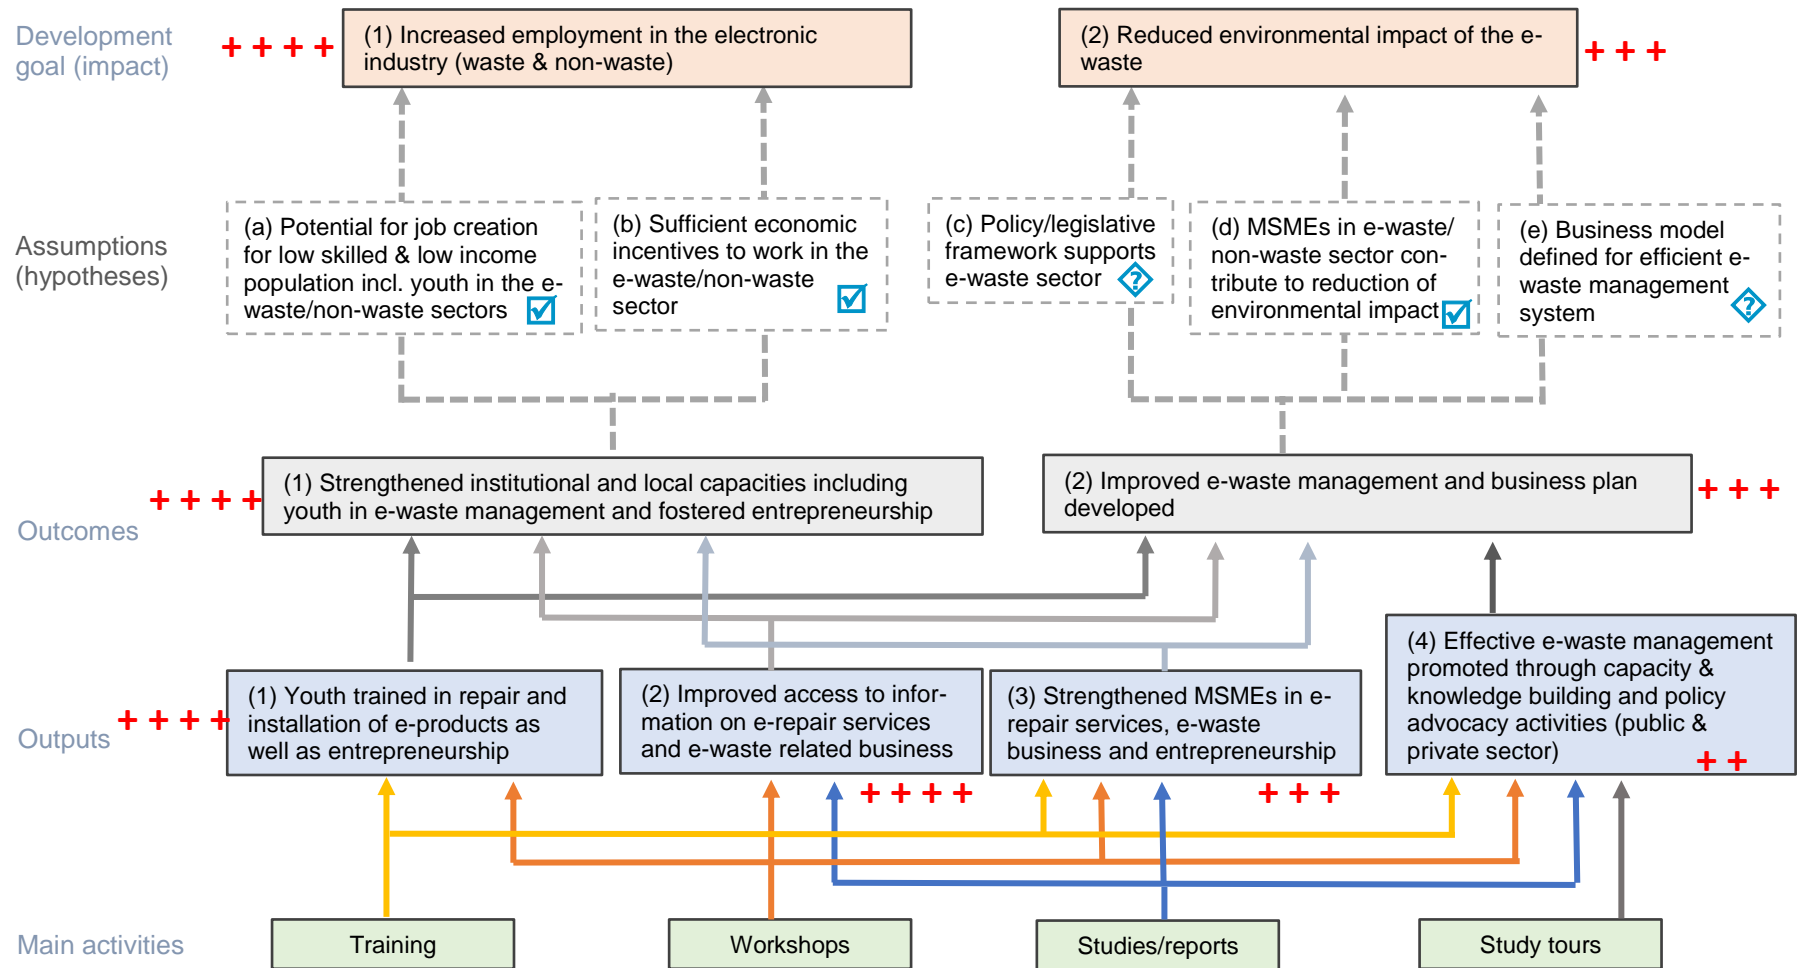 Development
goal (impact)
+ + + +
(1) Increased employment in the electronic
industry (waste & non-waste)
(2) Reduced environmental impact of the e-
waste
+ + +
Assumptions
(hypotheses)
(a) Potential for job creation
for low skilled & low income
population incl. youth in the e-
waste/non-waste sectors
(b) Sufficient economic
incentives to work in the
e-waste/non-waste
sector
(c) Policy/legislative
framework supports
e-waste sector
?
(d) MSMEs in e-waste/
non-waste sector con-
tribute to reduction of
environmental impact
(e) Business model
defined for efficient e-
waste management
system
?
Outcomes
+ + + +
(1) Strengthened institutional and local capacities including
youth in e-waste management and fostered entrepreneurship
(2) Improved e-waste management and business plan
developed
+ + +
Outputs
+ + + +
(1) Youth trained in repair and
installation of e-products as
well as entrepreneurship
(2) Improved access to infor-
mation on e-repair services
and e-waste related business
+ + + +
(3) Strengthened MSMEs in e-
repair services, e-waste
business and entrepreneurship
+ + +
(4) Effective e-waste management
promoted through capacity &
knowledge building and policy
advocacy activities (public &
private sector)
+ +
Main activities
Training
Workshops
Studies/reports
Study tours